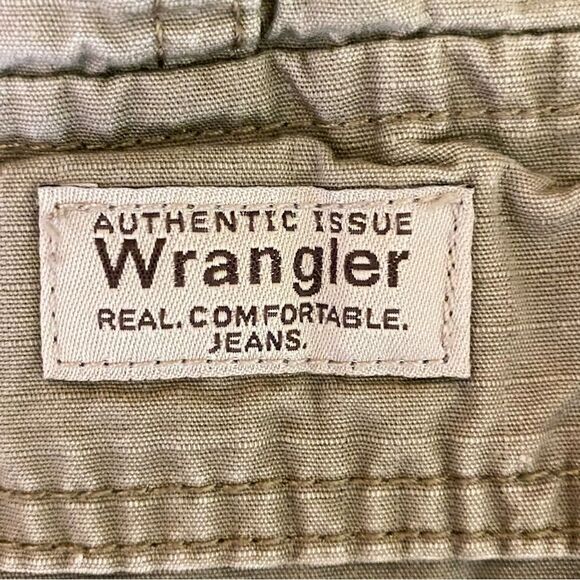 AUTHENTIC ISSUE
Wrangler
REAL.COMFORTABLE.
JEANS.